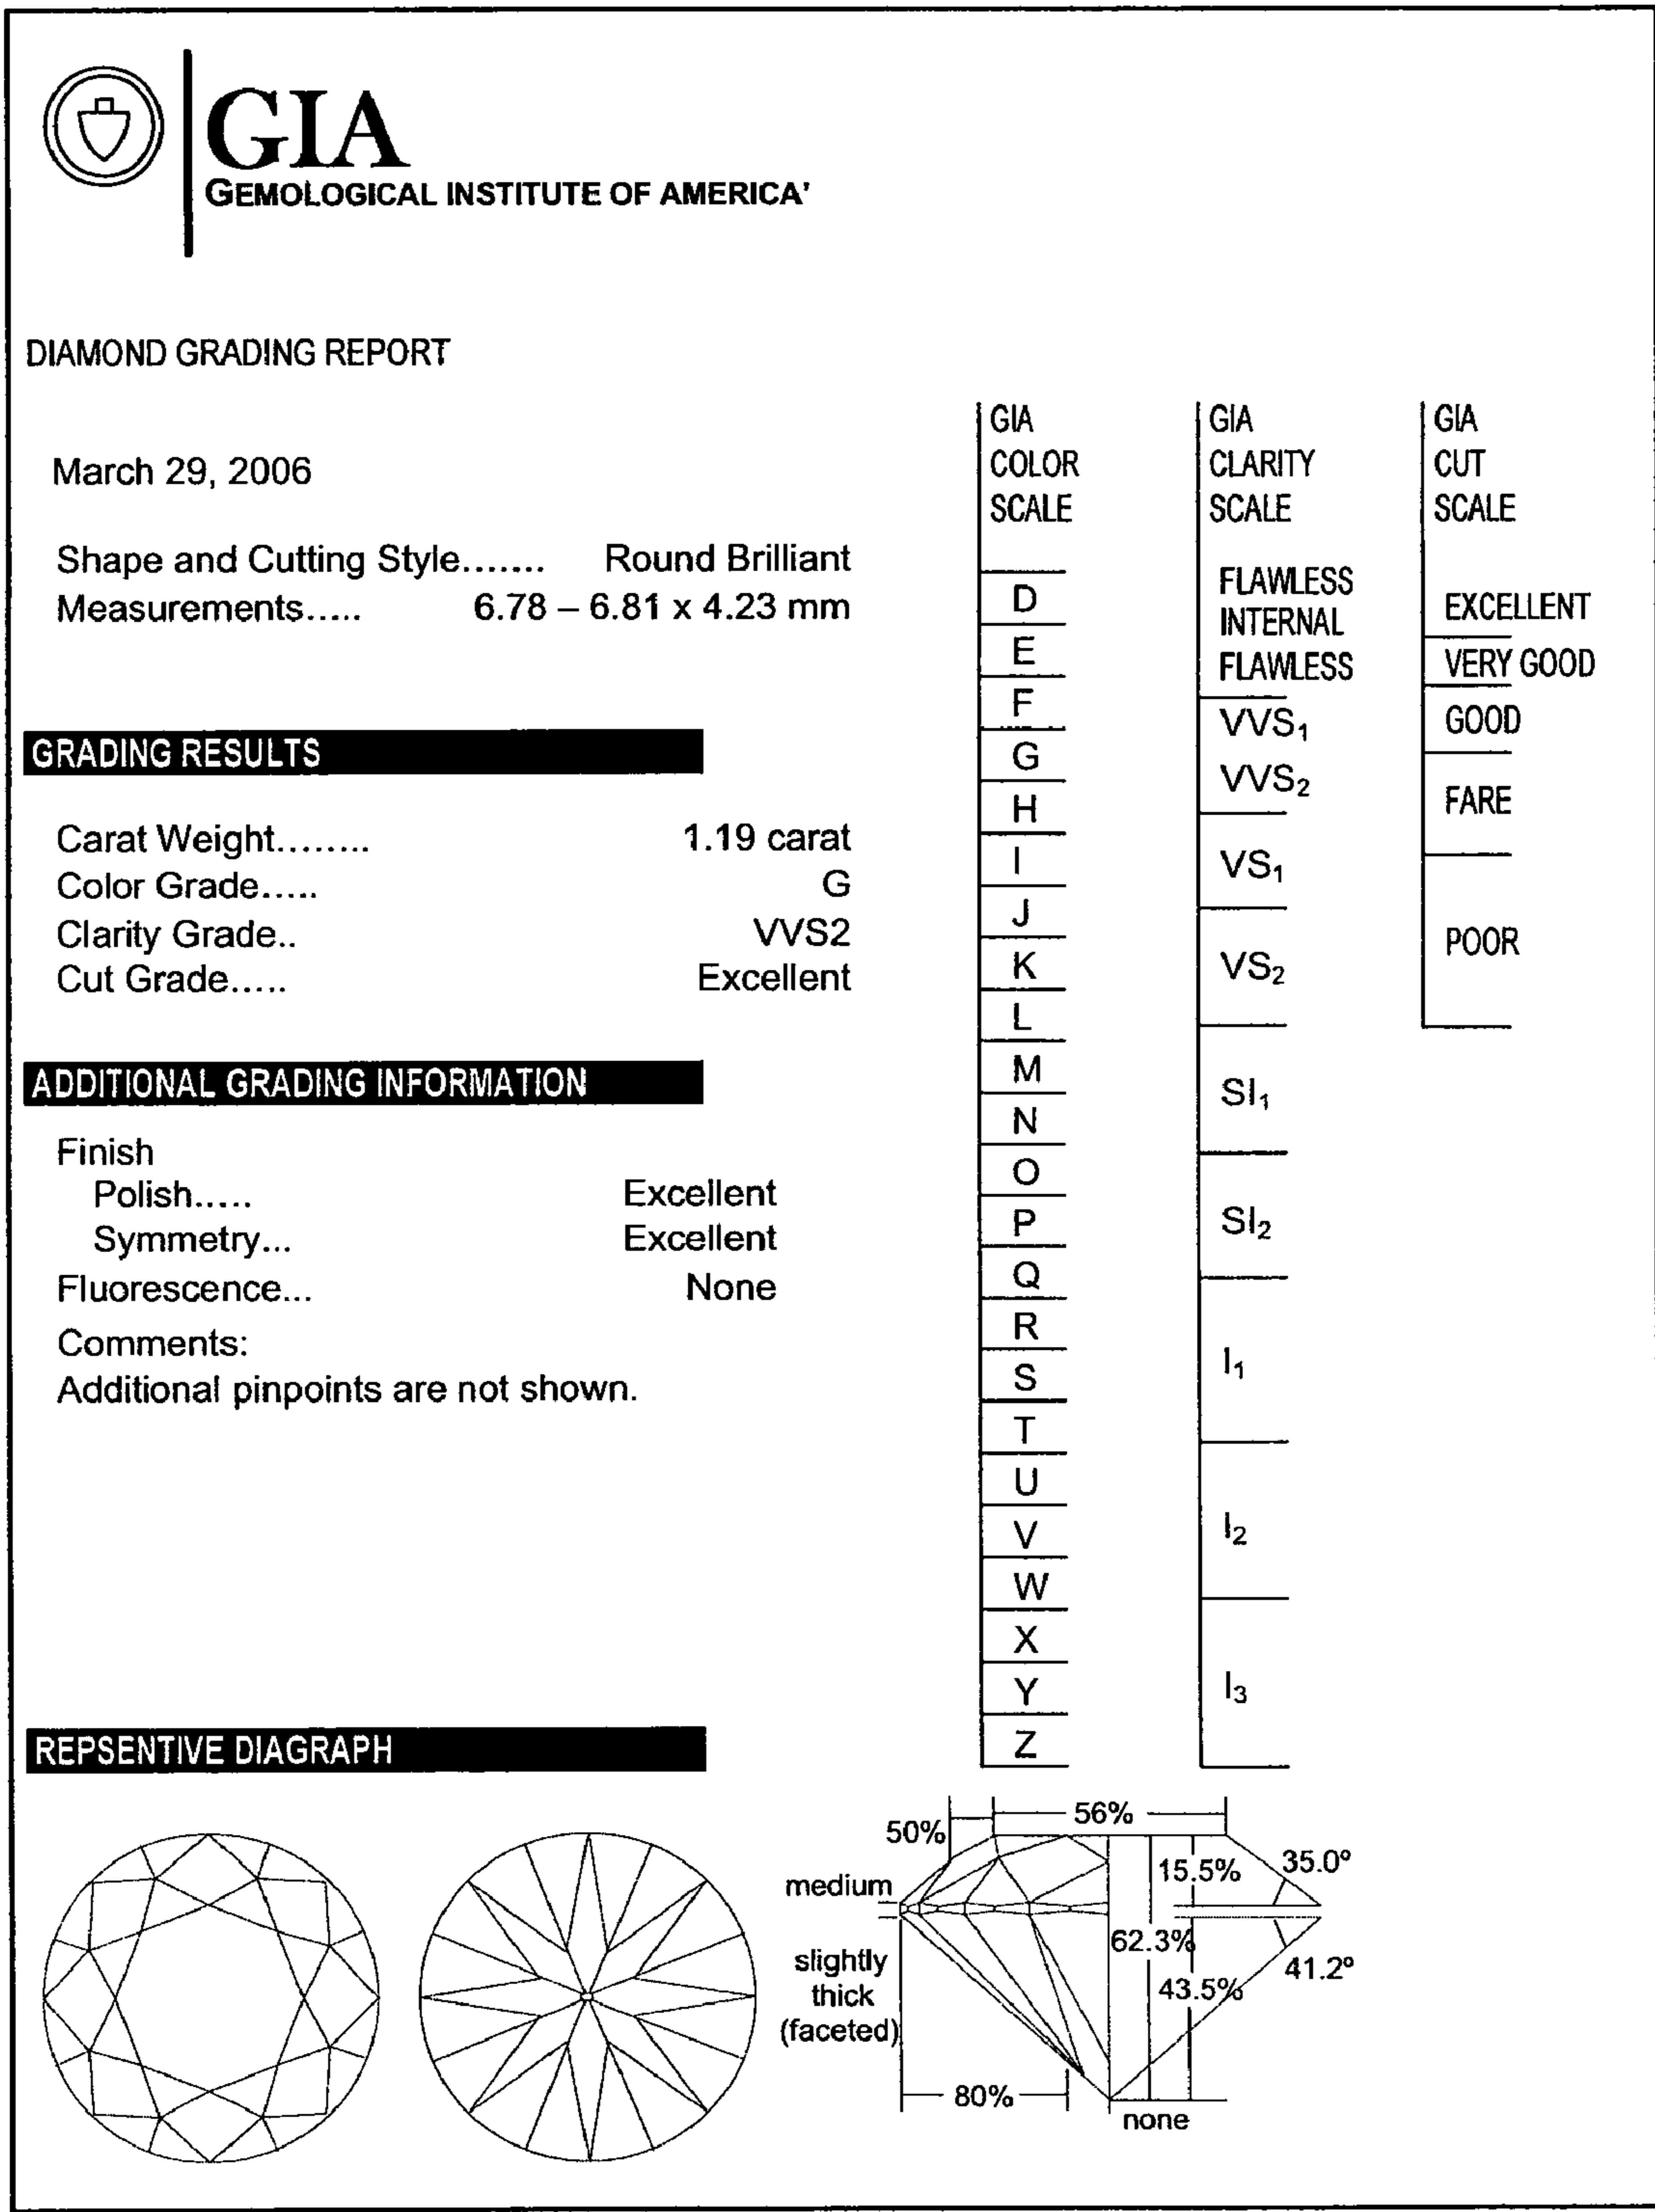 GIA
GEMOLOGICAL INSTITUTE OF AMERICA'
DIAMOND GRADING REPORT
March 29, 2006
Shape and Cutting Style....... Round Brilliant
Measurements..... 6.78 – 6.81 x 4.23 mm
GRADING RESULTS
Carat Weight........ 1.19 carat
Color Grade..... G
Clarity Grade.. VVS2
Cut Grade..... Excellent
ADDITIONAL GRADING INFORMATION
Finish
Polish..... Excellent
Symmetry... Excellent
Fluorescence... None
Comments:
Additional pinpoints are not shown.
GIA
COLOR
SCALE
D
E
F
G
H
I
J
K
L
M
N
O
P
Q
R
S
T
U
V
W
X
Y
Z
GIA
CLARITY
SCALE
FLAWLESS
INTERNAL
FLAWLESS
VVS1
VVS2
VS1
VS2
SI1
SI2
I1
I2
I3
GIA
CUT
SCALE
EXCELLENT
VERY GOOD
GOOD
FARE
POOR
REPSENTIVE DIAGRAPH
50%
56%
medium
15.5%
35.0º
62.3%
slightly
thick
(faceted)
43.5%
41.2º
80%
none